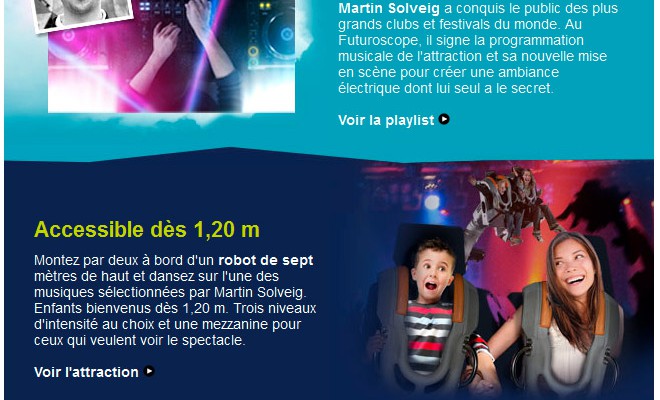 Martin Solveig a conquis le public des plus
grands clubs et festivals du monde. Au
Futuroscope, il signe la programmation
musicale de l'attraction et sa nouvelle mise
en scène pour créer une ambiance
électrique dont lui seul a le secret.
Voir la playlist
Accessible dès 1,20 m
Montez par deux à bord d'un robot de sept
mètres de haut et dansez sur l'une des
musiques sélectionnées par Martin Solveig.
Enfants bienvenus dès 1,20 m. Trois niveaux
d'intensité au choix et une mezzanine pour
ceux qui veulent voir le spectacle.
Voir l'attraction